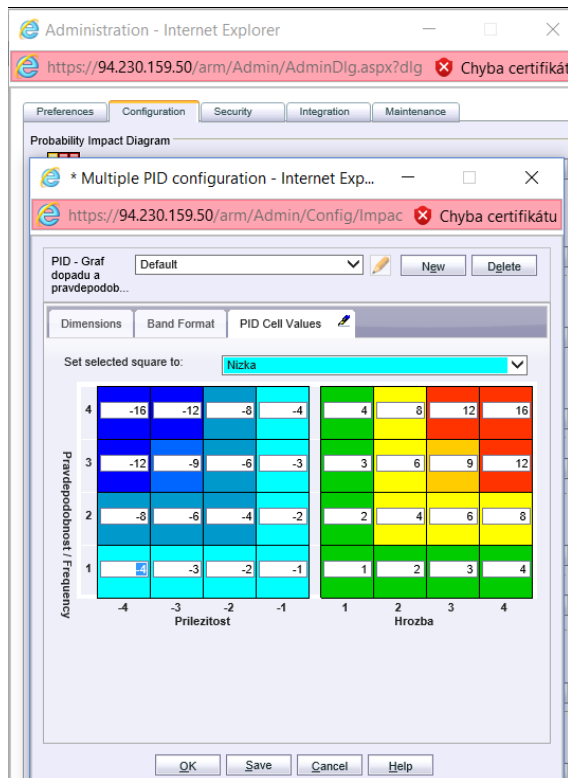 Administration - Internet Explorer
https://94.230.159.50/arm/Admin/AdminDlg.aspx?dlg Chyba certifikát
Preferences Configuration Security Integration Maintenance
Probability Impact Diagram
* Multiple PID configuration - Internet Exp...
https://94.230.159.50/arm/Admin/Config/Impac Chyba certifikátu
PID - Graf
dopadu a
pravdepodob...
Default New Delete
Dimensions Band Format PID Cell Values
Set selected square to: Nizka
Pravdepodobnost / Frequency
4 -16 -12 -8 -4 4 8 12 16
3 -12 -9 -6 -3 3 6 9 12
2 -8 -6 -4 -2 2 4 6 8
1 -4 -3 -2 -1 1 2 3 4
-4 -3 -2 -1 1 2 3 4
Prilezitost Hrozba
OK Save Cancel Help